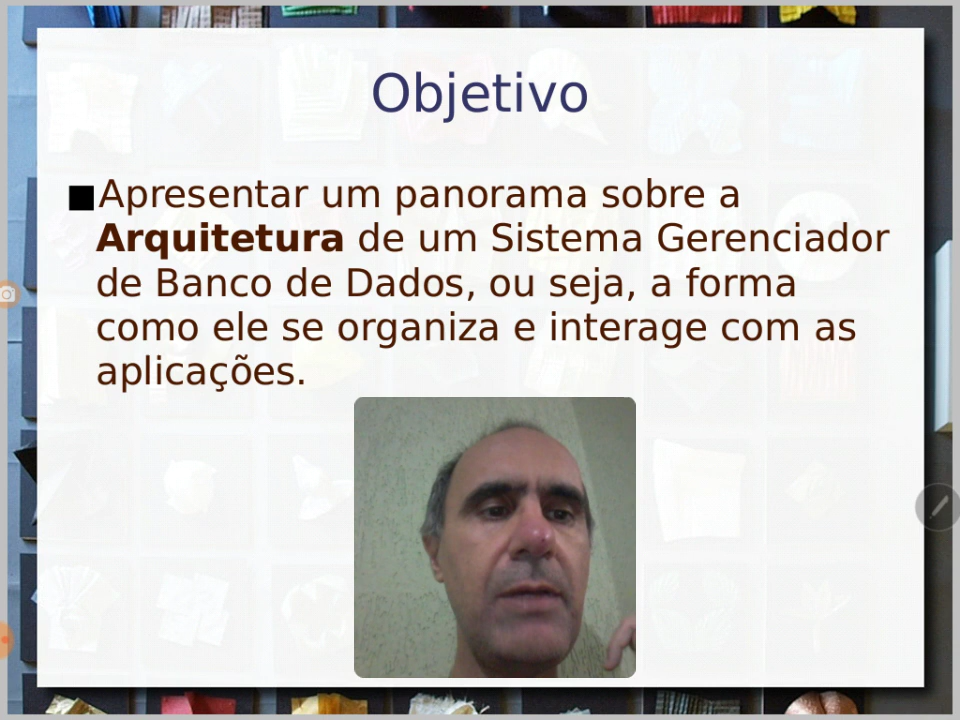 Objetivo
Apresentar um panorama sobre a
Arquitetura de um Sistema Gerenciador
de Banco de Dados, ou seja, a forma
como ele se organiza e interage com as
aplicações.